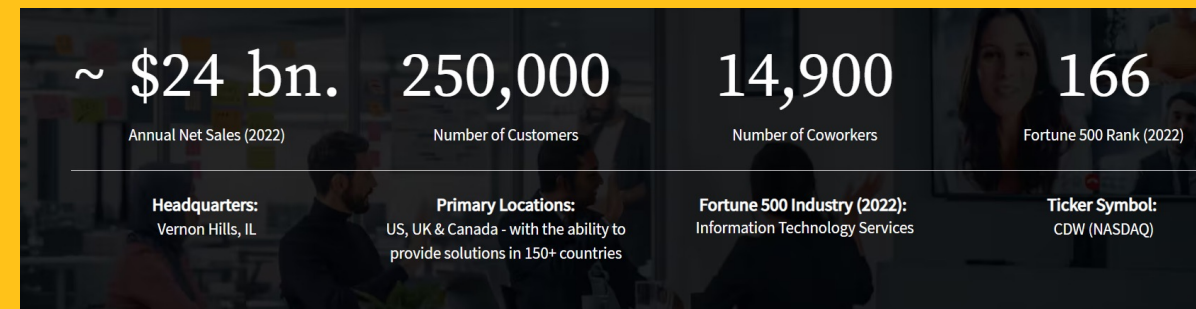 ~ $24 bn.
Annual Net Sales (2022)
250,000
Number of Customers
14,900
Number of Coworkers
166
Fortune 500 Rank (2022)
Headquarters:
Vernon Hills, IL
Primary Locations:
US, UK & Canada - with the ability to
provide solutions in 150+ countries
Fortune 500 Industry (2022):
Information Technology Services
Ticker Symbol:
CDW (NASDAQ)